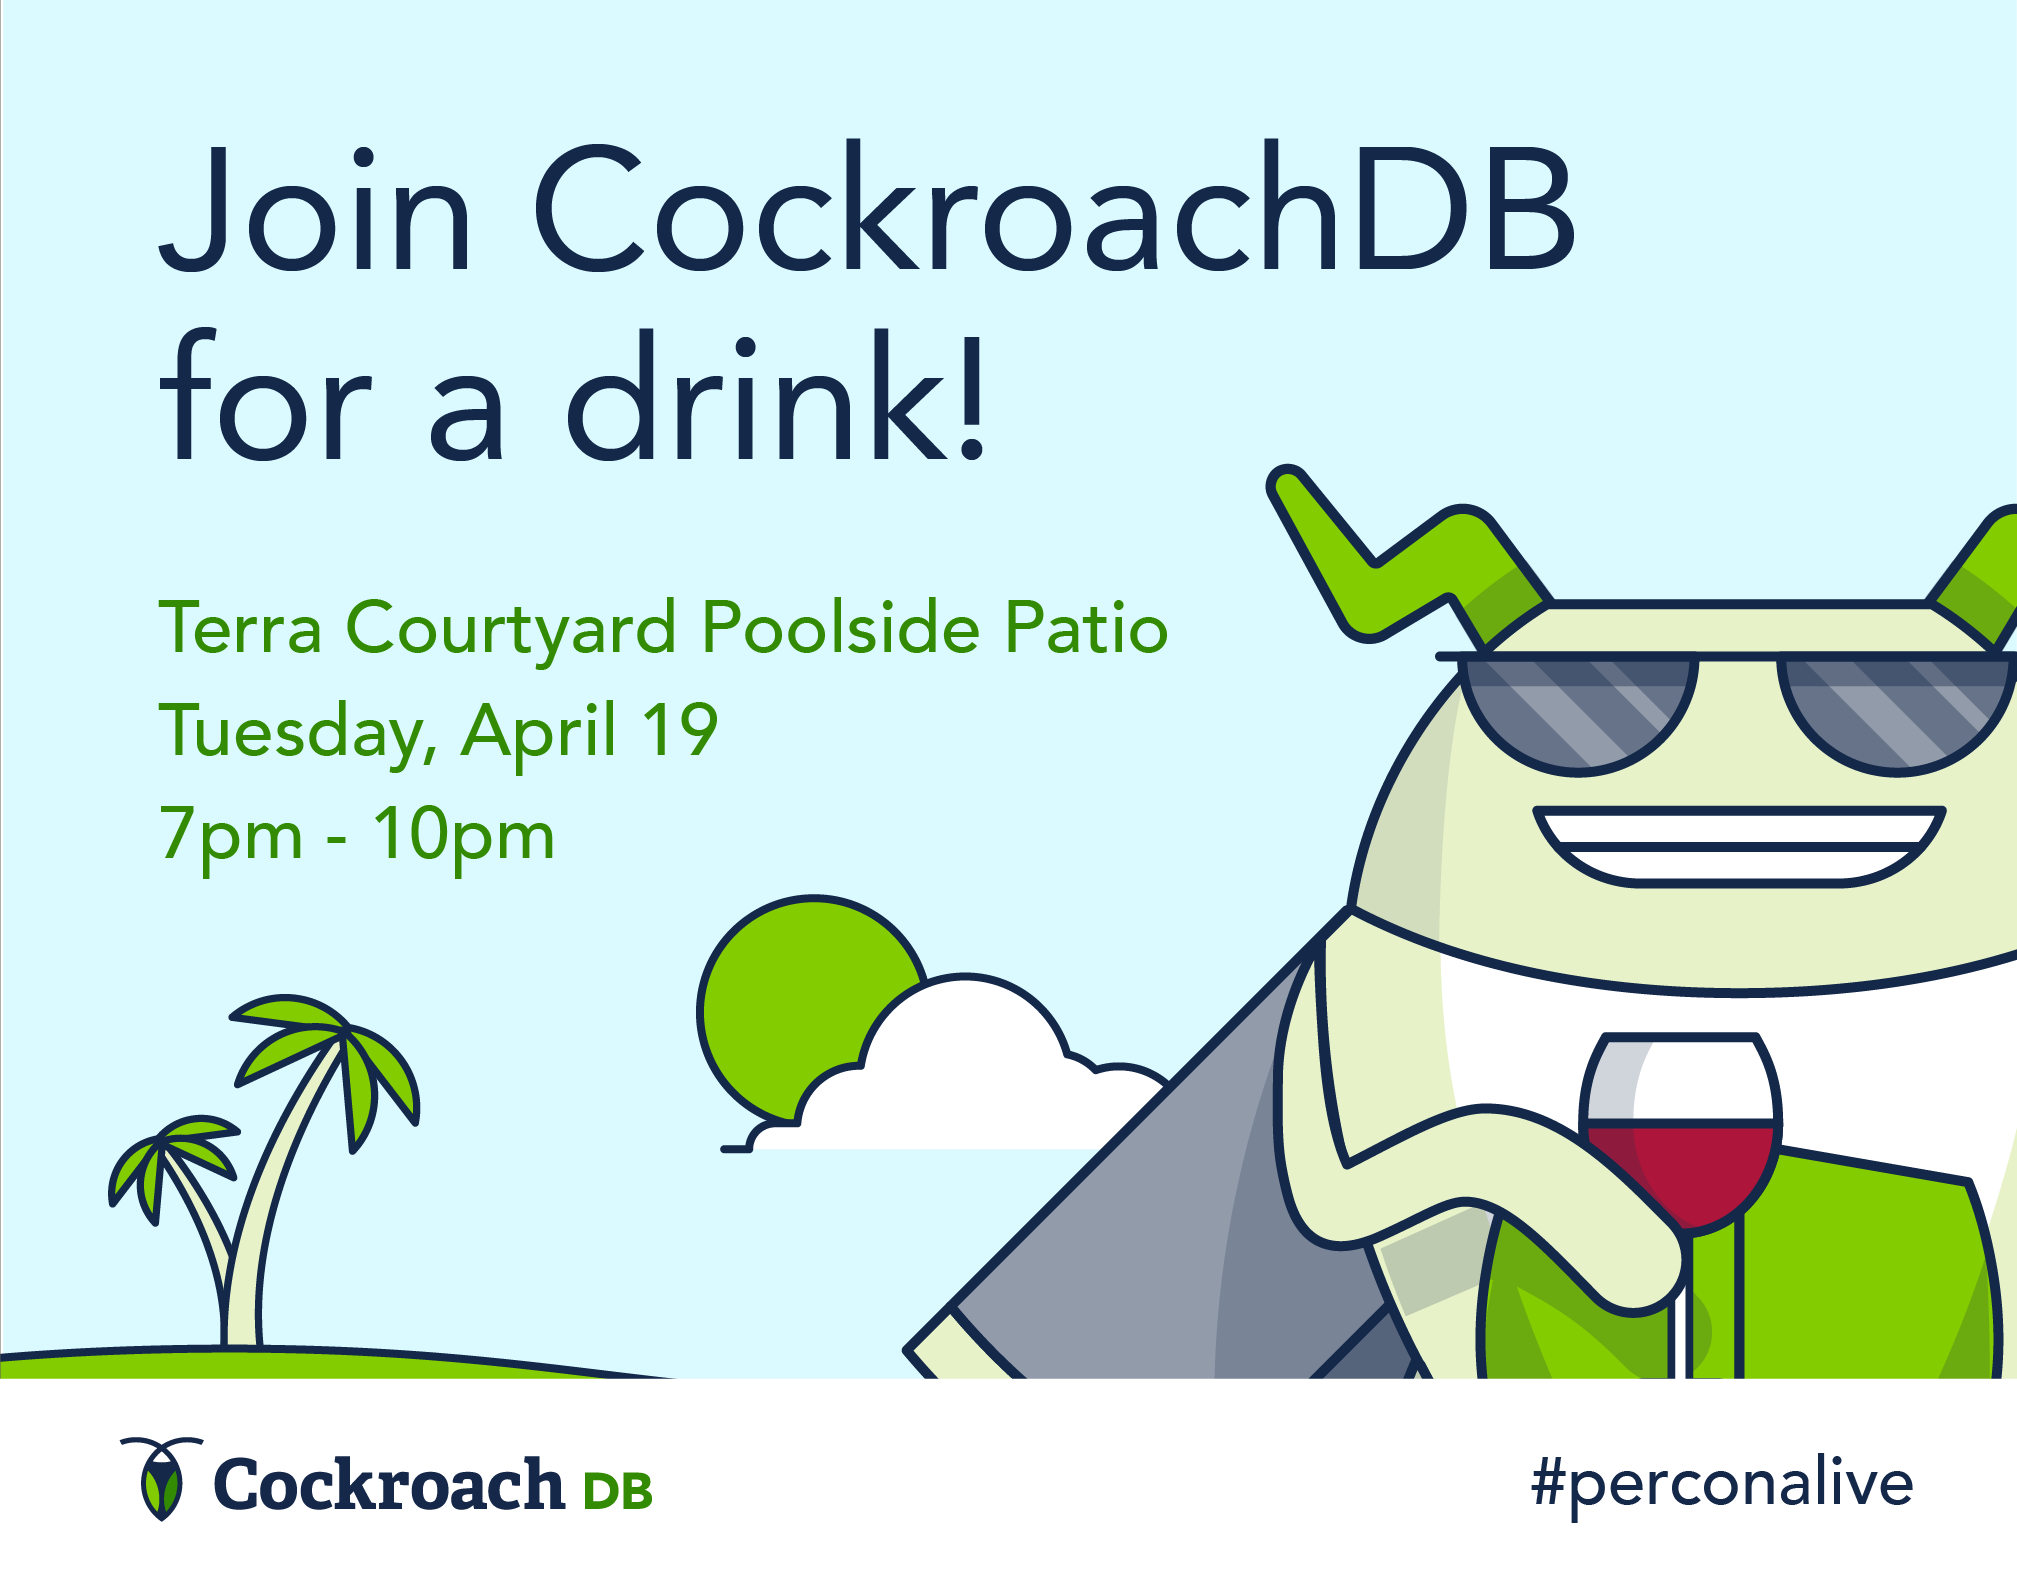 Join CockroachDB
for a drink!
Terra Courtyard Poolside Patio
Tuesday, April 19
7pm - 10pm
Cockroach DB
#perconalive